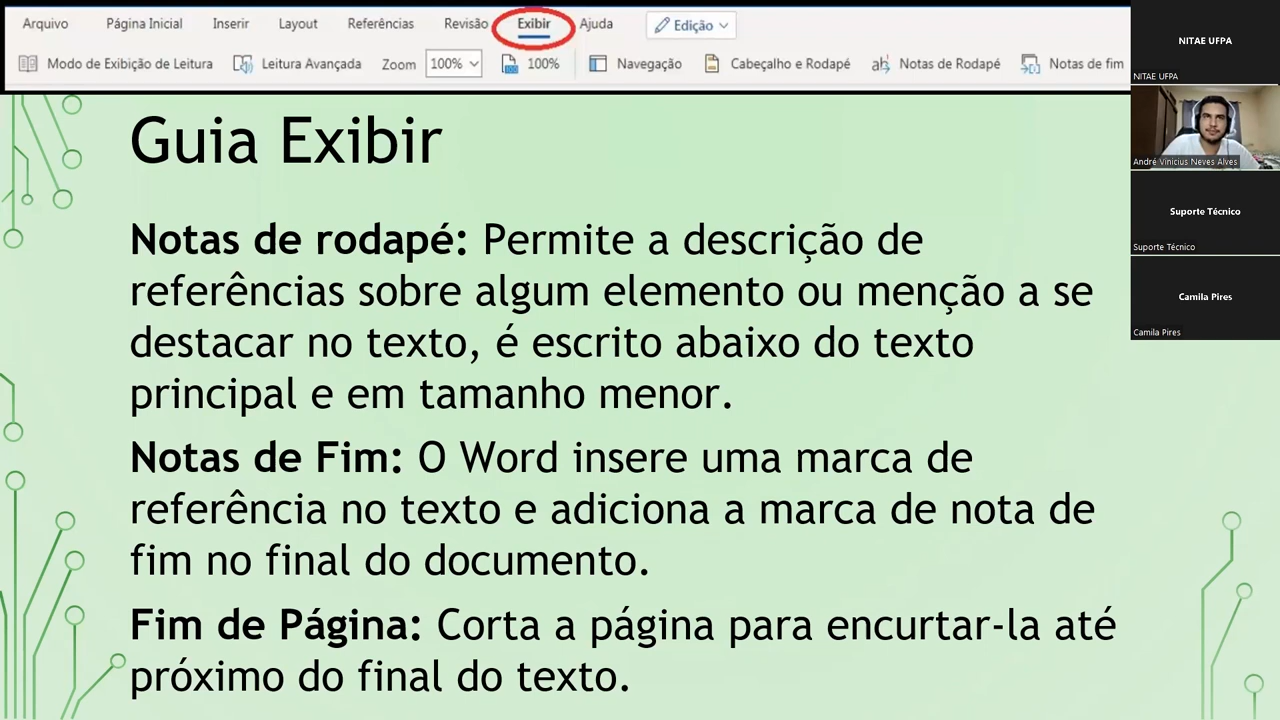 Arquivo Página Inicial Inserir Layout Referências Revisão Exibir Ajuda Edição
Modo de Exibição de Leitura Leitura Avançada Zoom 100% 100% Navegação Cabeçalho e Rodapé Notas de Rodapé Notas de fim
Guia Exibir
Notas de rodapé: Permite a descrição de
referências sobre algum elemento ou menção a se
destacar no texto, é escrito abaixo do texto
principal e em tamanho menor.
Notas de Fim: O Word insere uma marca de
referência no texto e adiciona a marca de nota de
fim no final do documento.
Fim de Página: Corta a página para encurtar-la até
próximo do final do texto.
NITAE UFPA
NITAE UFPA
André Vinicius Neves Alves
Suporte Técnico
Suporte Técnico
Camila Pires
Camila Pires